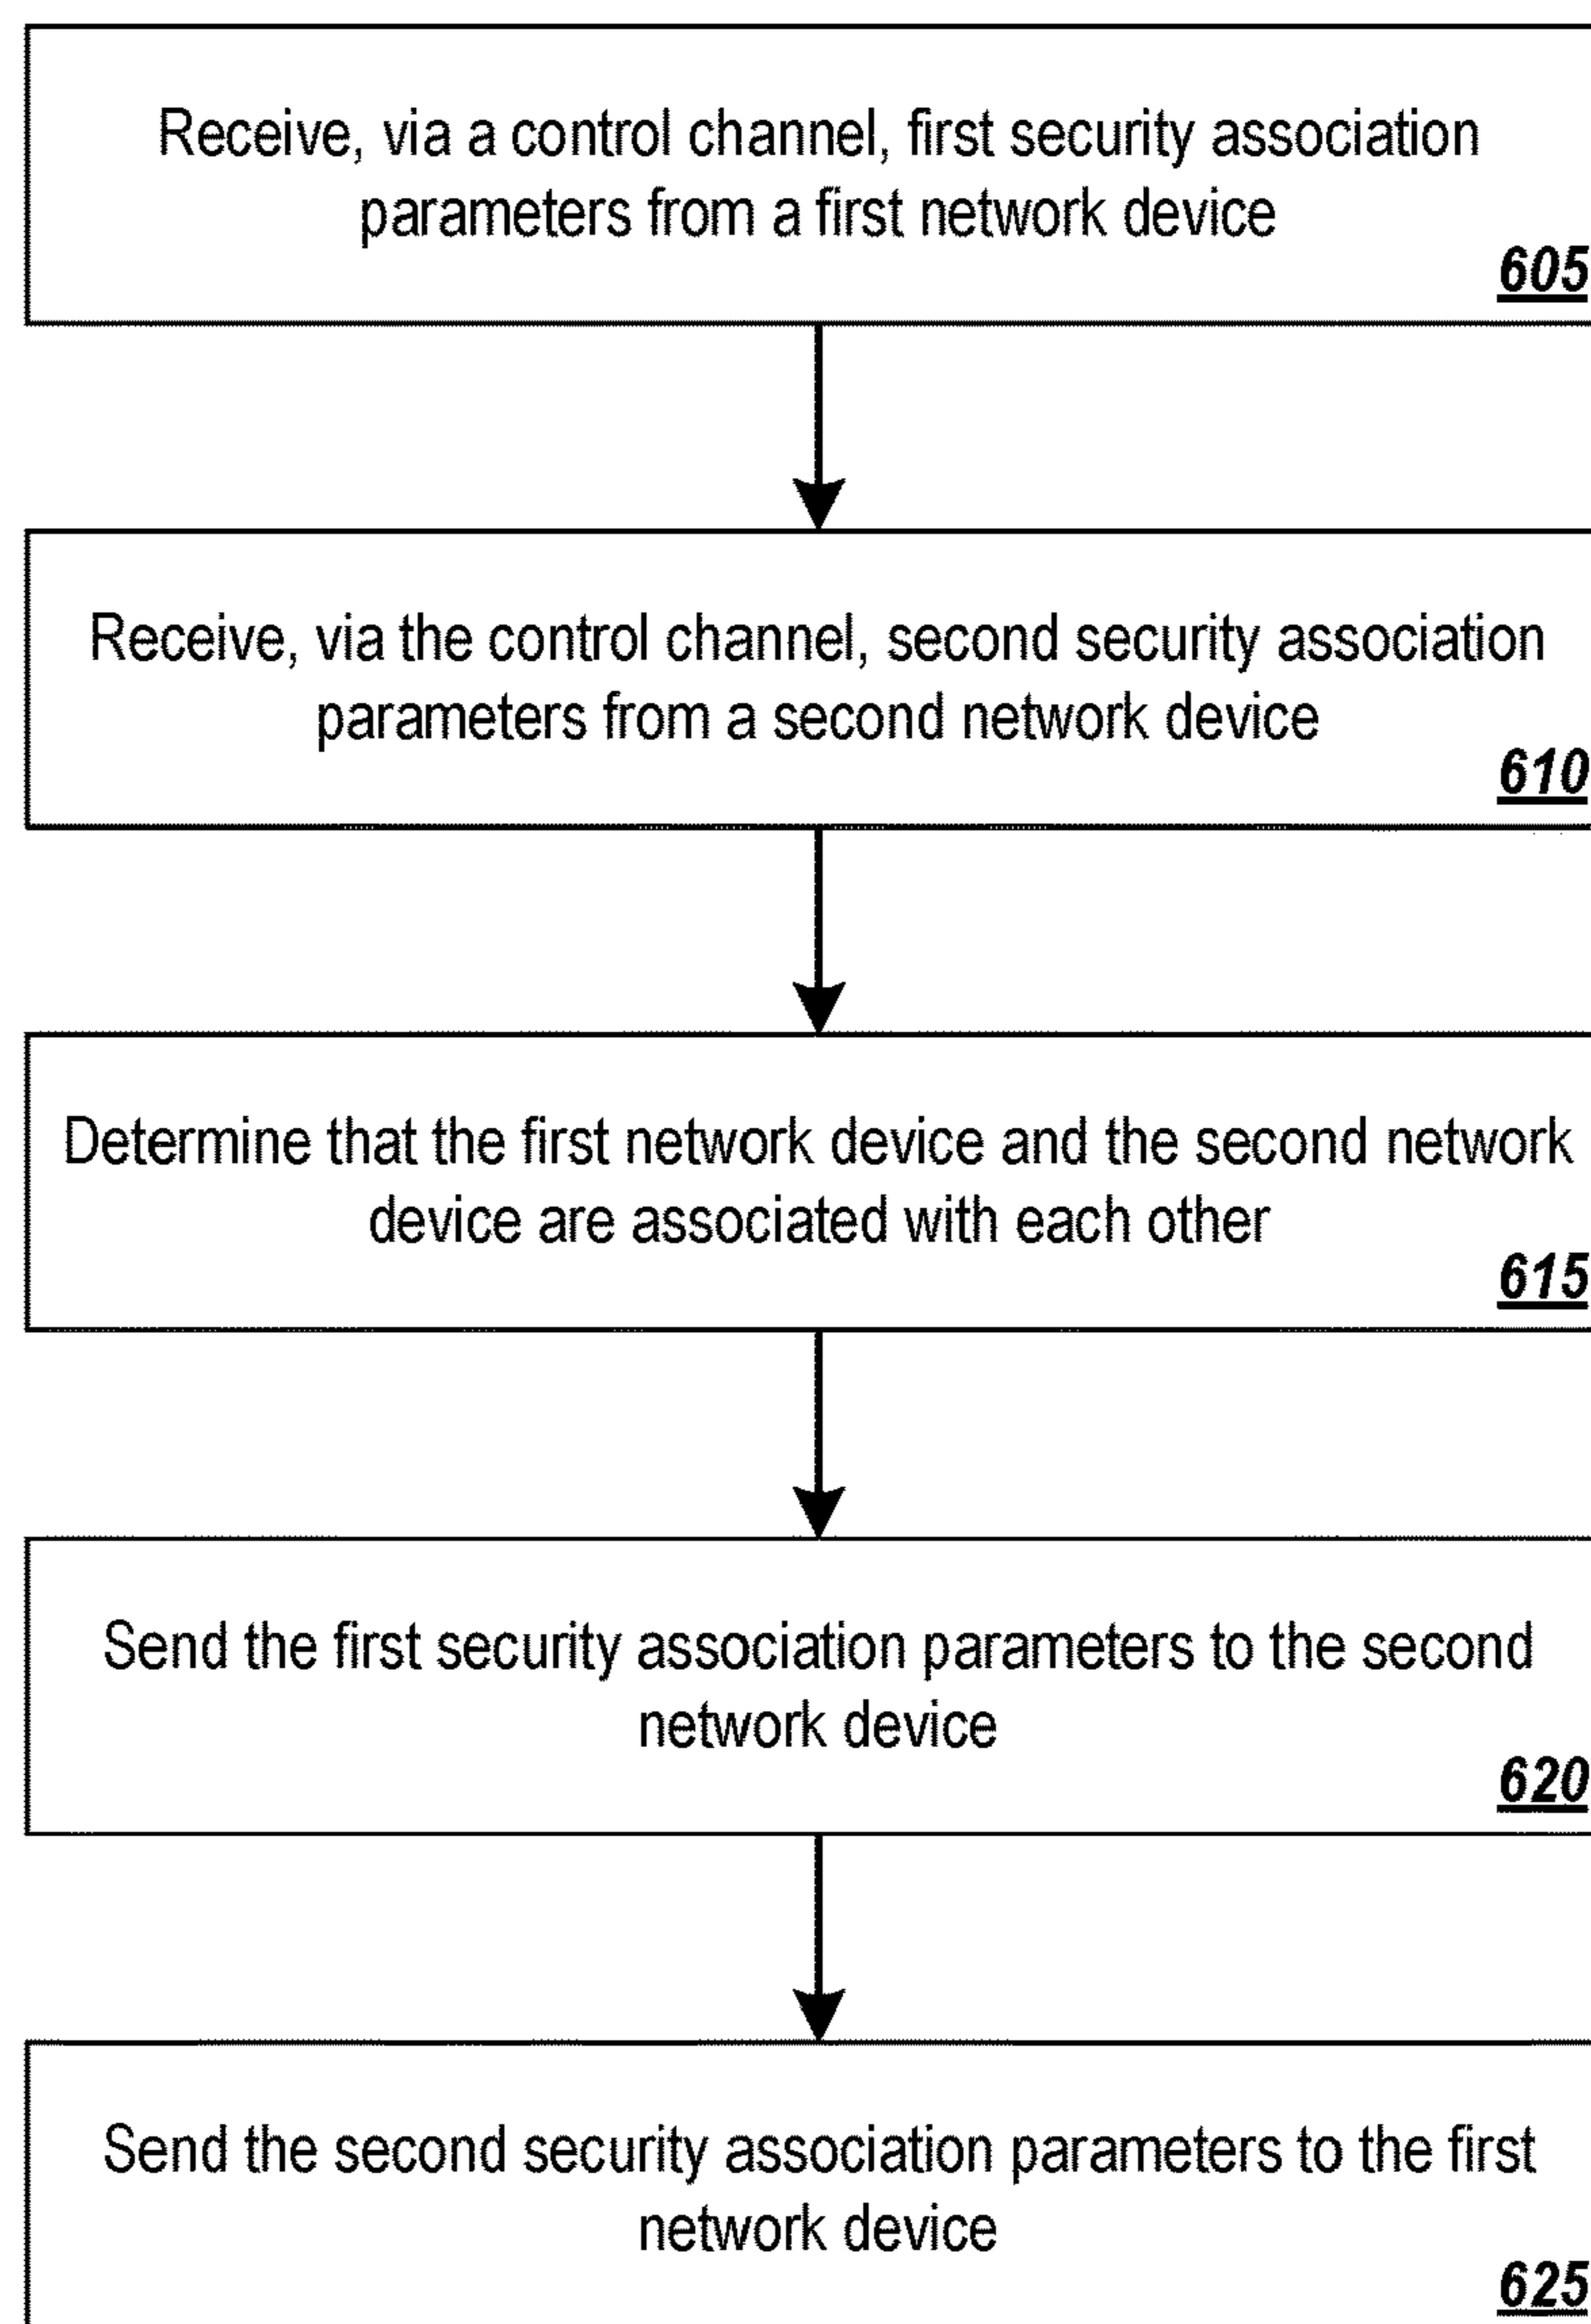 Receive, via a control channel, first security association
parameters from a first network device
605
Receive, via the control channel, second security association
parameters from a second network device
610
Determine that the first network device and the second network
device are associated with each other
615
Send the first security association parameters to the second
network device
620
Send the second security association parameters to the first
network device
625